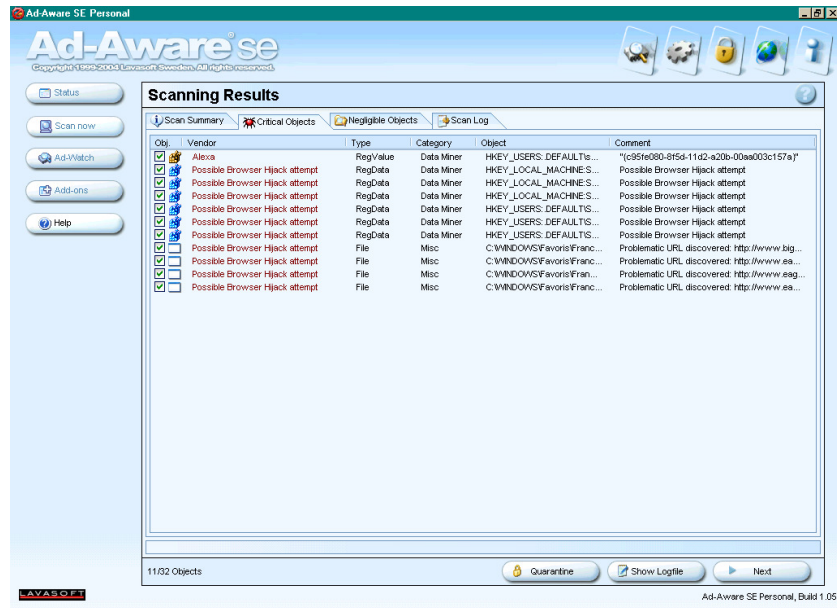 Ad-Aware SE Personal
Ad-Aware se
Copyright 1999-2004 Lavasoft Sweden. All rights reserved.
Status
Scan now
Ad-Watch
Add-ons
Help
Scanning Results
Scan Summary Critical Objects Negligible Objects Scan Log
Obj. Vendor Type Category Object Comment
Alexa RegValue Data Miner HKEY_USERS:.DEFAULT\s... "{c95fe080-8f5d-11d2-a20b-00aa003c157a}"
Possible Browser Hijack attempt RegData Data Miner HKEY_LOCAL_MACHINE:S... Possible Browser Hijack attempt
Possible Browser Hijack attempt RegData Data Miner HKEY_LOCAL_MACHINE:S... Possible Browser Hijack attempt
Possible Browser Hijack attempt RegData Data Miner HKEY_LOCAL_MACHINE:S... Possible Browser Hijack attempt
Possible Browser Hijack attempt RegData Data Miner HKEY_USERS:.DEFAULT\S... Possible Browser Hijack attempt
Possible Browser Hijack attempt RegData Data Miner HKEY_USERS:.DEFAULT\S... Possible Browser Hijack attempt
Possible Browser Hijack attempt RegData Data Miner HKEY_USERS:.DEFAULT\S... Possible Browser Hijack attempt
Possible Browser Hijack attempt File Misc C:\WINDOWS\Favoris\Franc... Problematic URL discovered: http://www.big...
Possible Browser Hijack attempt File Misc C:\WINDOWS\Favoris\Franc... Problematic URL discovered: http://www.ea...
Possible Browser Hijack attempt File Misc C:\WINDOWS\Favoris\Fran... Problematic URL discovered: http://www.eag...
Possible Browser Hijack attempt File Misc C:\WINDOWS\Favoris\Franc... Problematic URL discovered: http://www.ea...
11/32 Objects
Quarantine Show Logfile Next
LAVASOFT
Ad-Aware SE Personal, Build 1.05